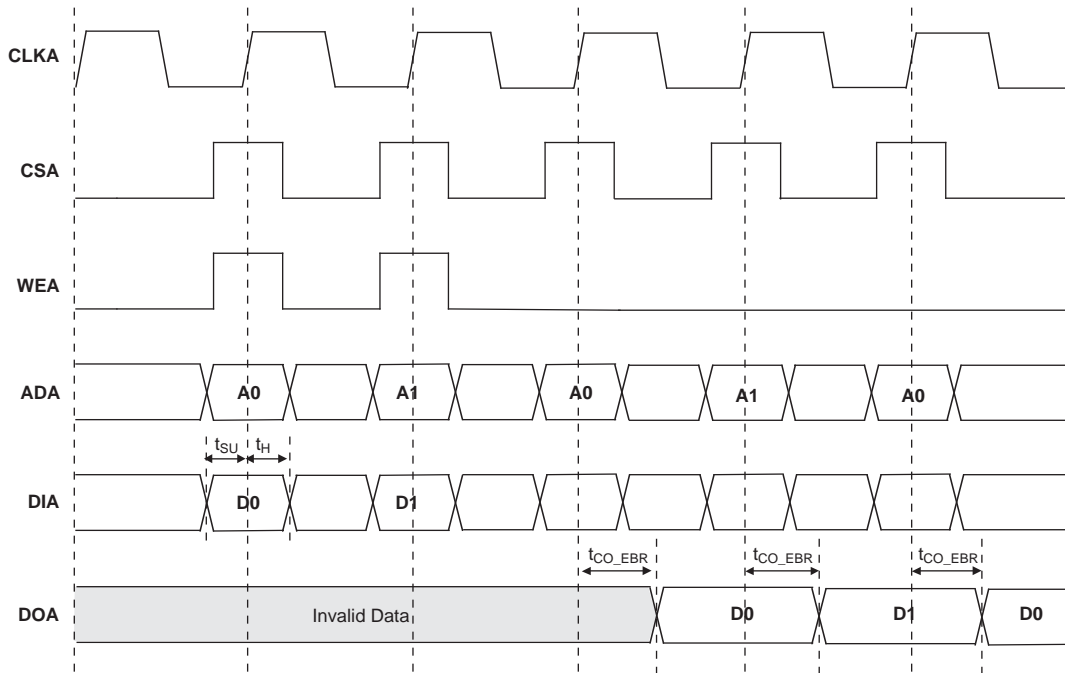 CLKA
CSA
WEA
ADA A0 A1 A0 A1 A0
tSU tH
DIA D0 D1
tCO_EBR tCO_EBR tCO_EBR
DOA Invalid Data D0 D1 D0